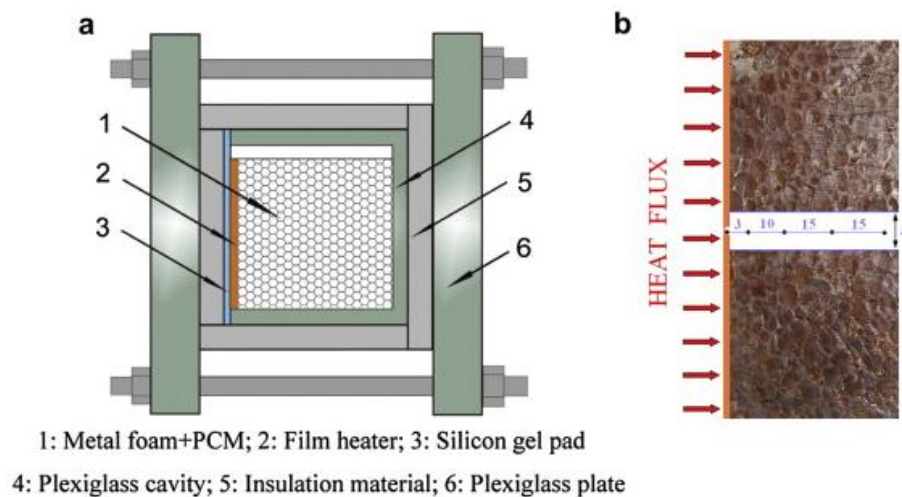 a
b
1
2
3
4
5
6
HEAT FLUX
3 10 15 15
1: Metal foam+PCM; 2: Film heater; 3: Silicon gel pad
4: Plexiglass cavity; 5: Insulation material; 6: Plexiglass plate